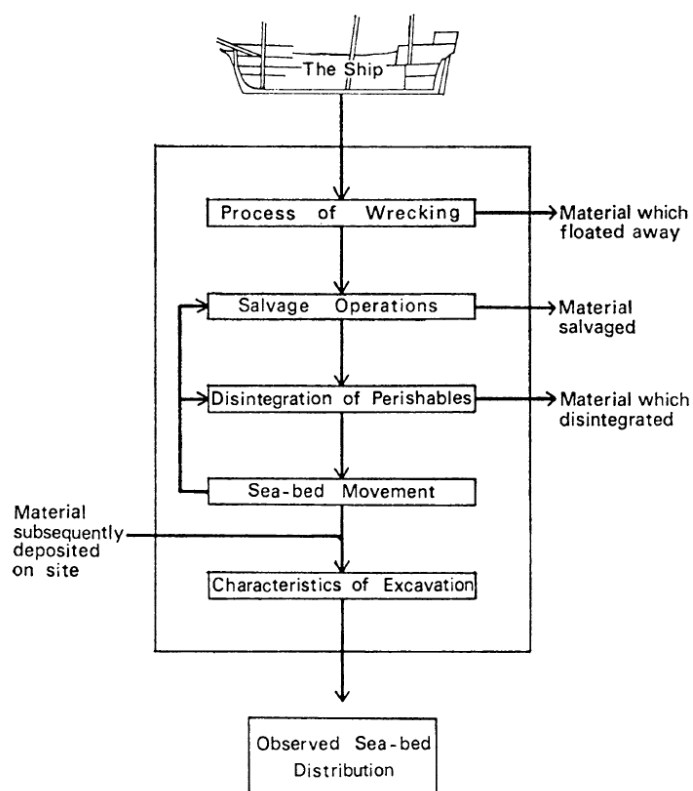 The Ship
Process of Wrecking
Material which
floated away
Salvage Operations
Material
salvaged
Disintegration of Perishables
Material which
disintegrated
Sea-bed Movement
Material
subsequently
deposited
on site
Characteristics of Excavation
Observed Sea-bed
Distribution